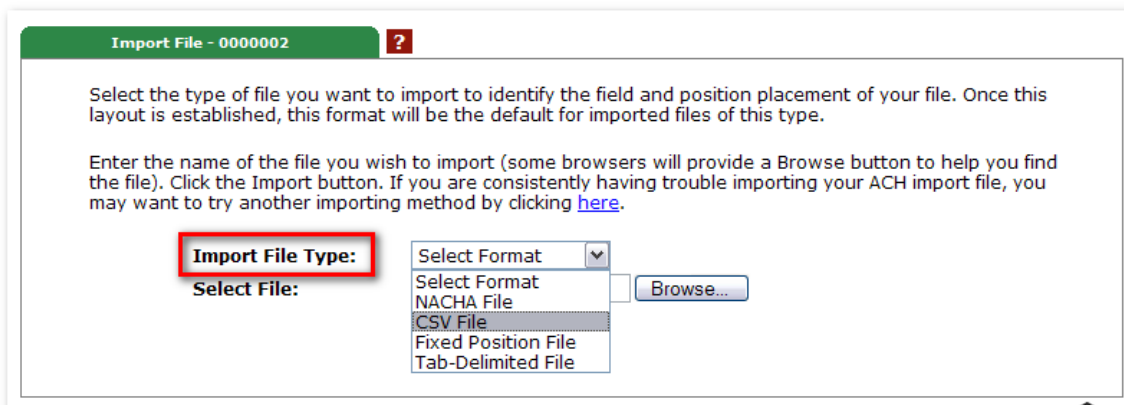 Import File - 0000002
?
Select the type of file you want to import to identify the field and position placement of your file. Once this
layout is established, this format will be the default for imported files of this type.
Enter the name of the file you wish to import (some browsers will provide a Browse button to help you find
the file). Click the Import button. If you are consistently having trouble importing your ACH import file, you
may want to try another importing method by clicking here.
Import File Type:
Select Format
Select File:
Browse...
Select Format
NACHA File
CSV File
Fixed Position File
Tab-Delimited File